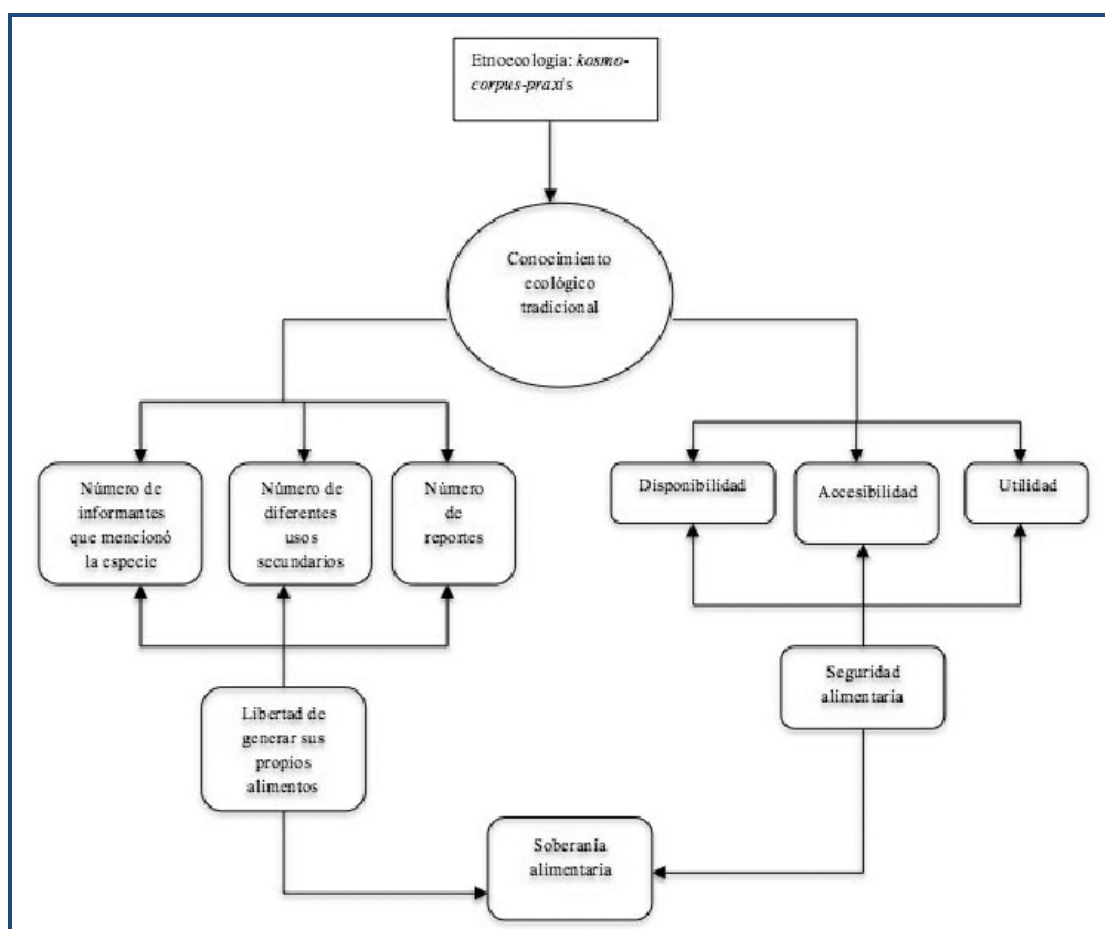 Etnoecología: kosmo-
corpus-praxis
Conocimiento
ecológico
tradicional
Número de
informantes
que mencionó
la especie
Número de
diferentes
usos
secundarios
Número
de
reportes
Disponibilidad
Accesibilidad
Utilidad
Libertad de
generar sus
propios
alimentos
Seguridad
alimentaria
Soberanía
alimentaria